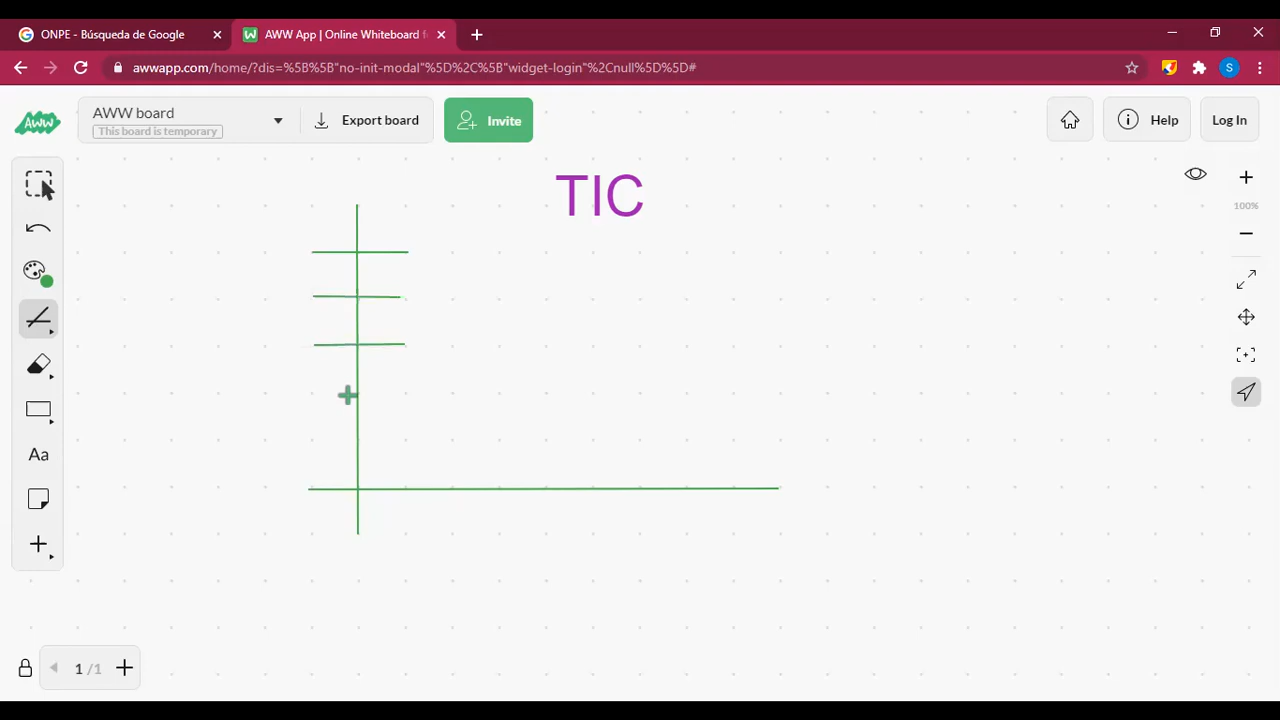 ONPE - Búsqueda de Google
AWW App | Online Whiteboard f
awwapp.com/home/?dis=%5B%5B"no-init-modal"%5D%2C%5B"widget-login"%2Cnull%5D%5D#
S
AWW
AWW board
This board is temporary
Export board
Invite
Help
Log In
TIC
100%
Aa
1 /1